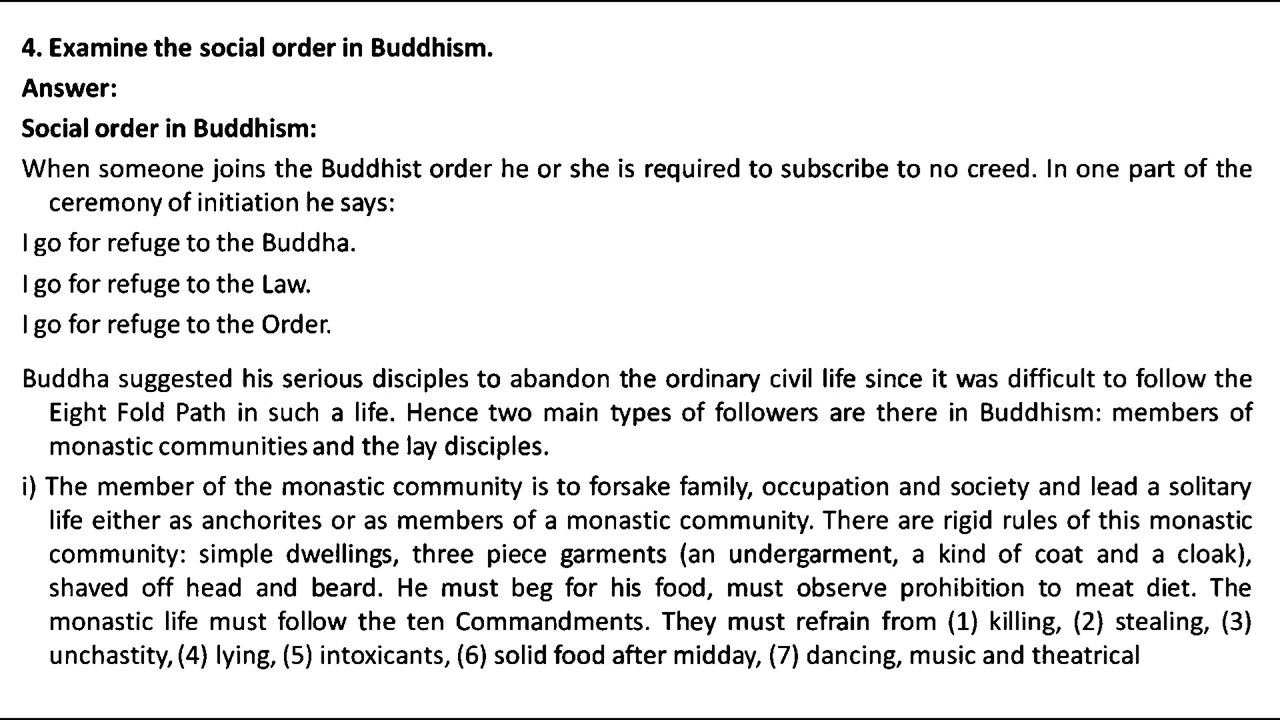 4. Examine the social order in Buddhism.
Answer:
Social order in Buddhism:
When someone joins the Buddhist order he or she is required to subscribe to no creed. In one part of the
ceremony of initiation he says:
I go for refuge to the Buddha.
I go for refuge to the Law.
I go for refuge to the Order.
Buddha suggested his serious disciples to abandon the ordinary civil life since it was difficult to follow the
Eight Fold Path in such a life. Hence two main types of followers are there in Buddhism: members of
monastic communities and the lay disciples.
i) The member of the monastic community is to forsake family, occupation and society and lead a solitary
life either as anchorites or as members of a monastic community. There are rigid rules of this monastic
community: simple dwellings, three piece garments (an undergarment, a kind of coat and a cloak),
shaved off head and beard. He must beg for his food, must observe prohibition to meat diet. The
monastic life must follow the ten Commandments. They must refrain from (1) killing, (2) stealing, (3)
unchastity, (4) lying, (5) intoxicants, (6) solid food after midday, (7) dancing, music and theatrical